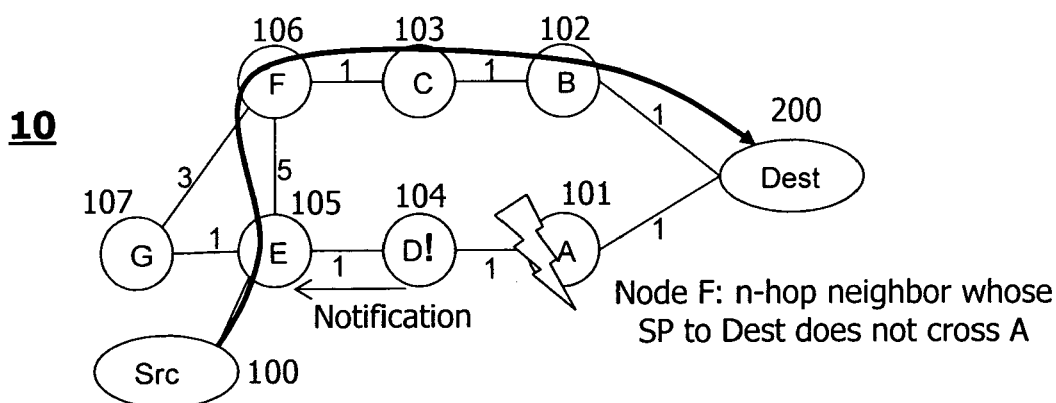 106
103
102
F
1
C
1
B
10
1
200
Dest
3
5
107
105
104
101
G
1
E
1
D!
1
A
1
Notification
Node F: n-hop neighbor whose
SP to Dest does not cross A
Src
100